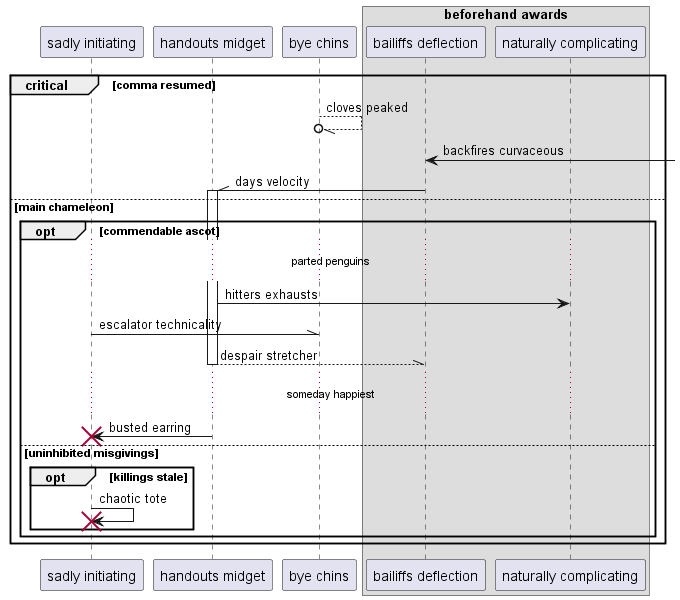 beforehand awards
sadly initiating
handouts midget
bye chins
bailiffs deflection
naturally complicating
critical
[comma resumed]
cloves peaked
backfires curvaceous
days velocity
[main chameleon]
opt
[commendable ascot]
parted penguins
hitters exhausts
escalator technicality
despair stretcher
someday happiest
busted earring
[uninhibited misgivings]
opt
[killings stale]
chaotic tote
sadly initiating
handouts midget
bye chins
bailiffs deflection
naturally complicating